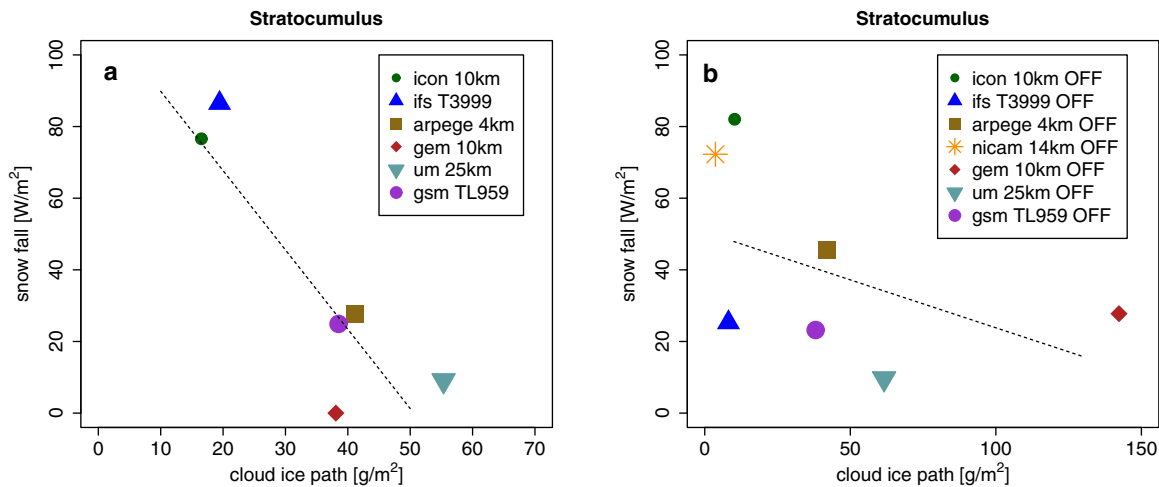 Stratocumulus
a
icon 10km
ifs T3999
arpege 4km
gem 10km
um 25km
gsm TL959
snow fall [W/m²]
0 20 40 60 80 100
0 10 20 30 40 50 60 70
cloud ice path [g/m²]
Stratocumulus
b
icon 10km OFF
ifs T3999 OFF
arpege 4km OFF
nicam 14km OFF
gem 10km OFF
um 25km OFF
gsm TL959 OFF
snow fall [W/m²]
0 20 40 60 80 100
0 50 100 150
cloud ice path [g/m²]